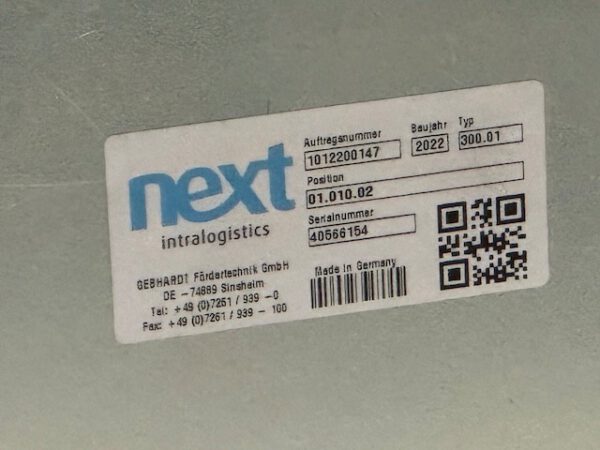 next
intralogistics
GEBHARDT Fördertechnik GmbH
DE - 74889 Sinsheim
Tel: +49 (0)7261 / 939 -0
Fax: +49 (0)7261 / 939 - 100
Auftragsnummer
1012200147
Baujahr
2022
Typ
300.01
Position
01.010.02
Serialnummer
40566154
Made in Germany